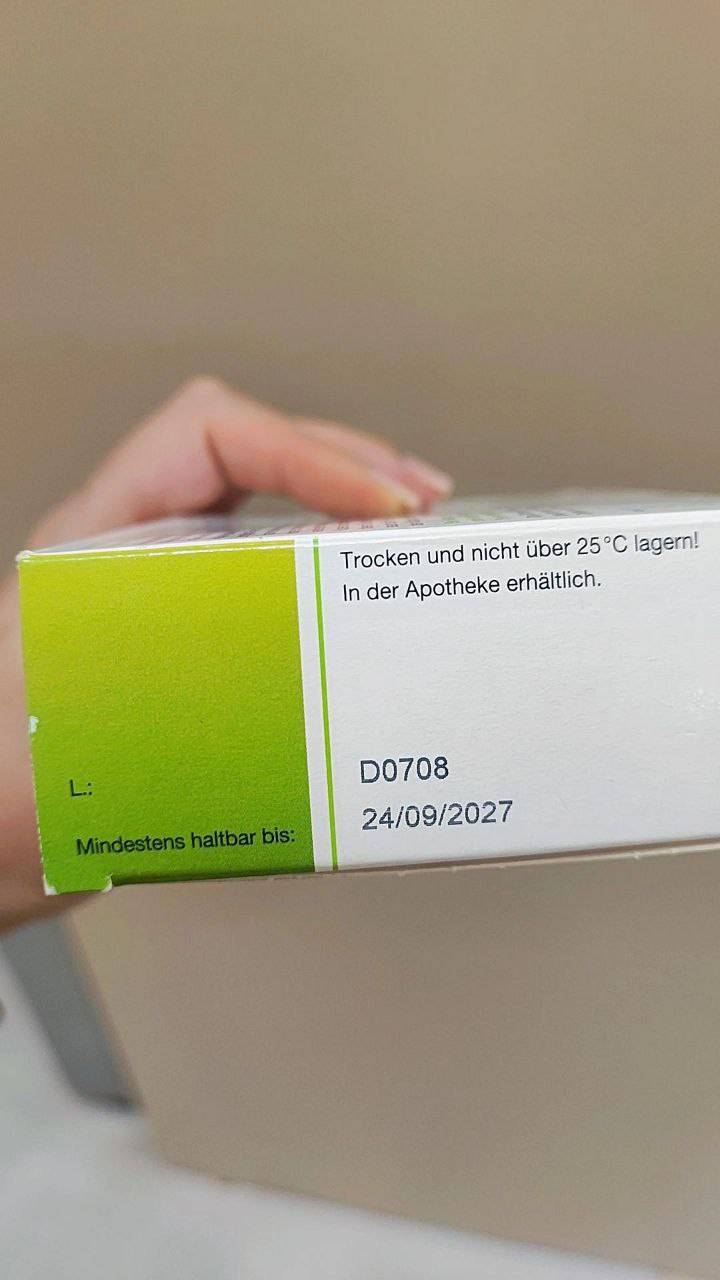 Trocken und nicht über 25°C lagern!
In der Apotheke erhältlich.
L.: D0708
Mindestens haltbar bis: 24/09/2027